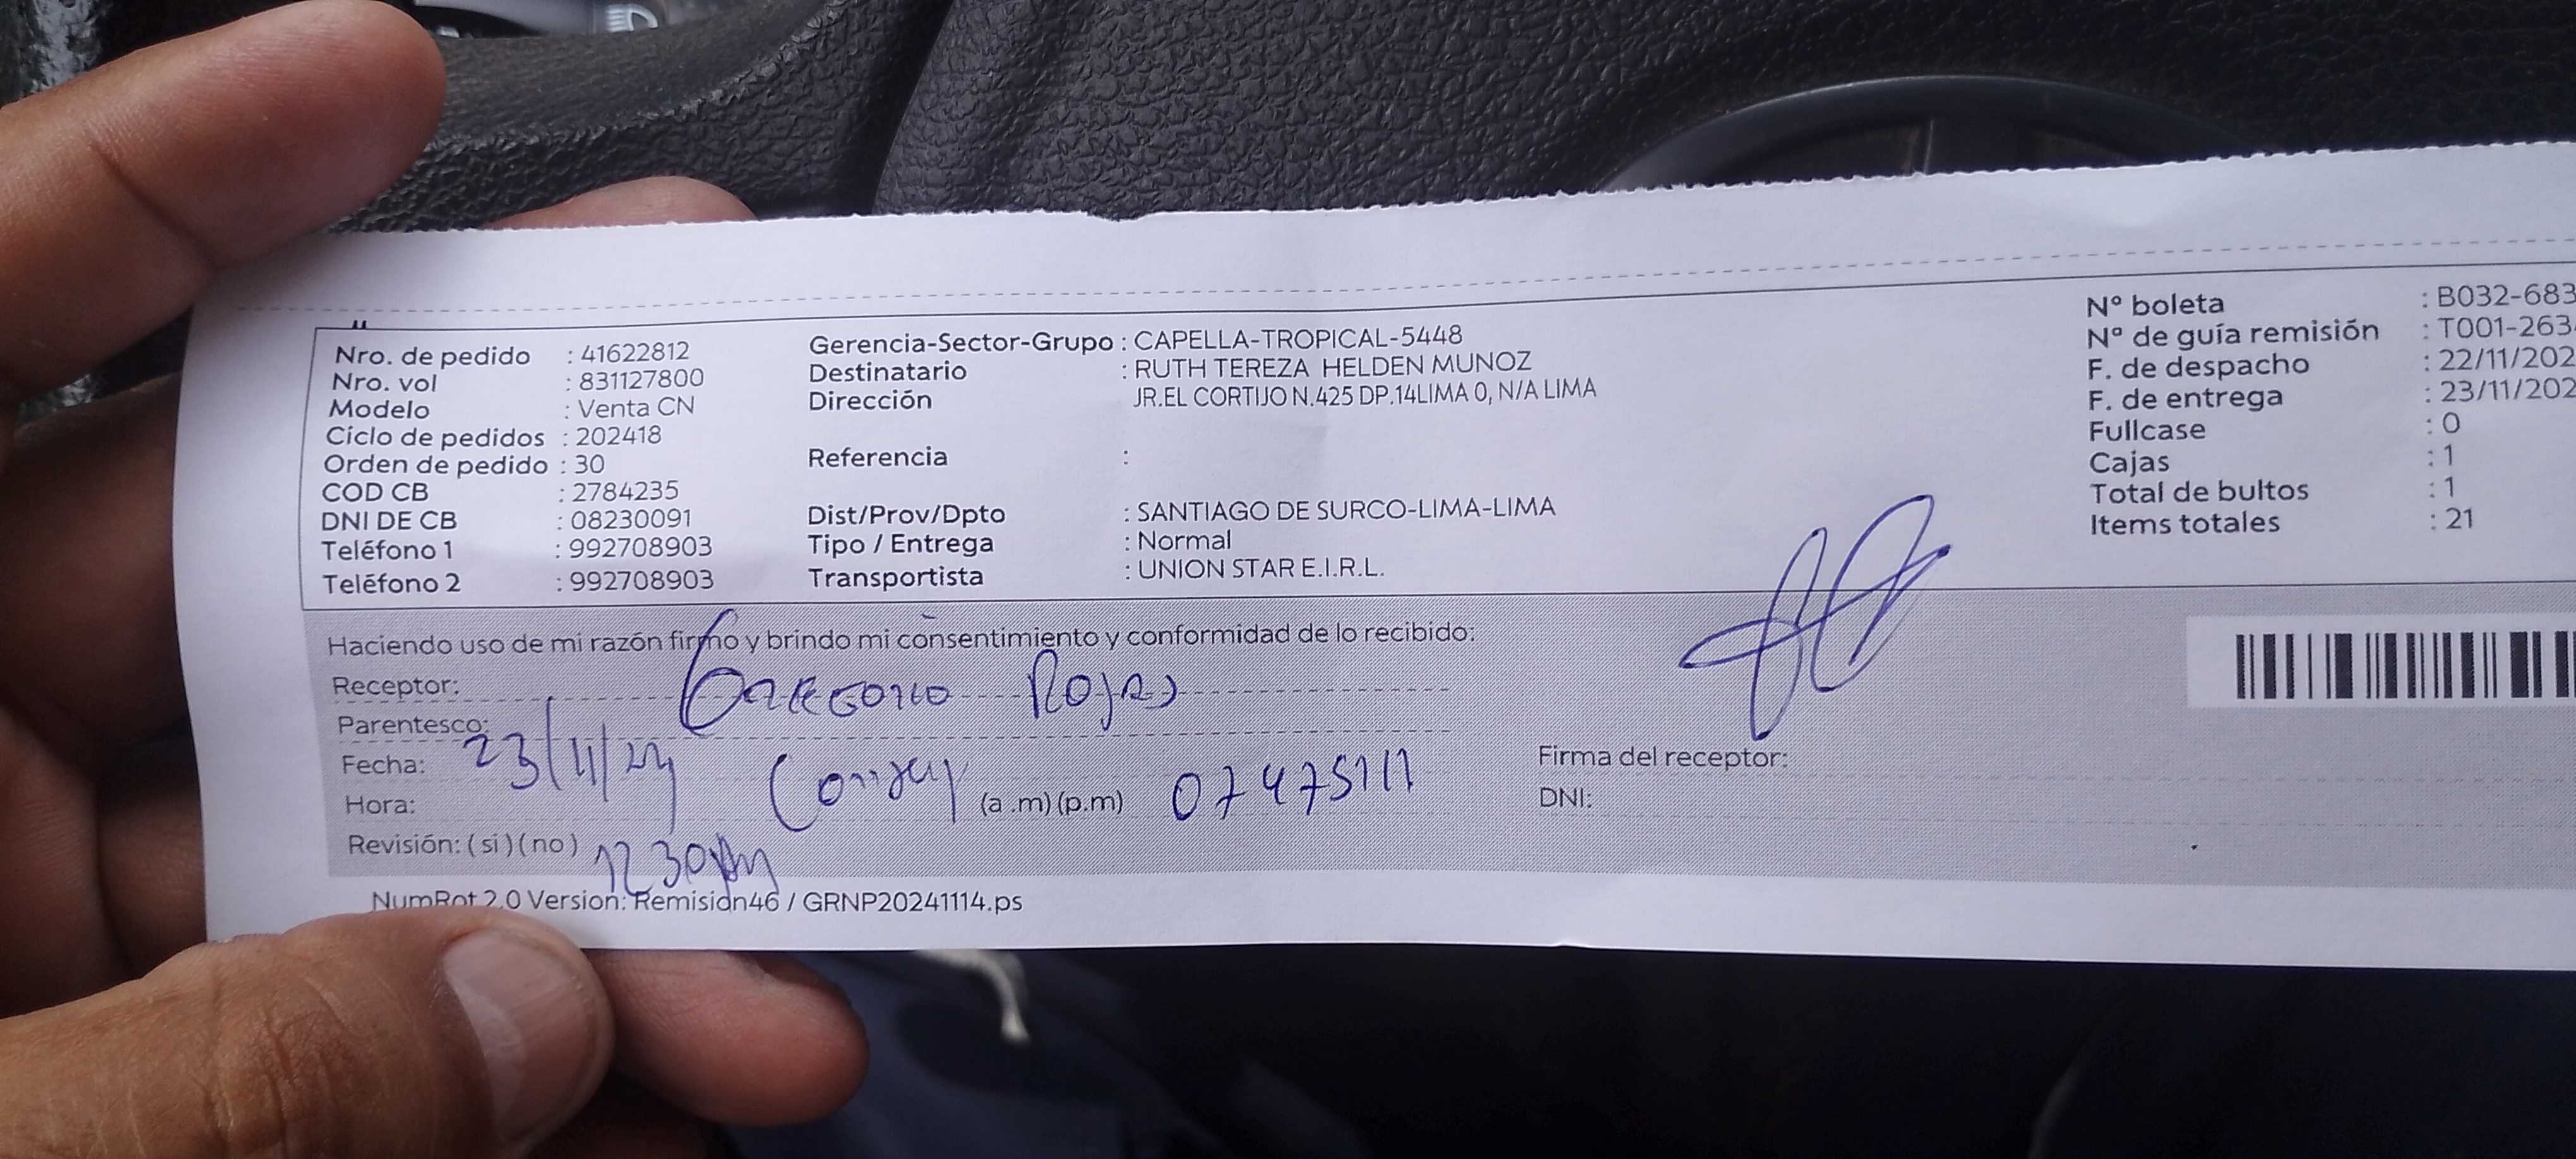 Nro. de pedido : 41622812
Nro. vol : 831127800
Modelo : Venta CN
Ciclo de pedidos : 202418
Orden de pedido : 30
COD CB : 2784235
DNI DE CB : 08230091
Teléfono 1 : 992708903
Teléfono 2 : 992708903
Gerencia-Sector-Grupo : CAPELLA-TROPICAL-5448
Destinatario : RUTH TEREZA HELDEN MUNOZ
Dirección JR.EL CORTIJO N.425 DP.14LIMA 0, N/A LIMA
Referencia :
Dist/Prov/Dpto : SANTIAGO DE SURCO-LIMA-LIMA
Tipo / Entrega : Normal
Transportista : UNION STAR E.I.R.L.
Nº boleta : B032-683
Nº de guía remisión : T001-263
F. de despacho : 22/11/202
F. de entrega : 23/11/202
Fullcase : 0
Cajas : 1
Total de bultos : 1
Items totales : 21
Haciendo uso de mi razón firmo y brindo mi consentimiento y conformidad de lo recibido:
Receptor: Rojas
Parentesco:
Fecha: 23/11/24
Hora: (a .m) (p.m)
Revisión: (si) (no) 12 30pm
Firma del receptor:
DNI:
NumRot 2.0 Version: Remision46 / GRNP20241114.ps